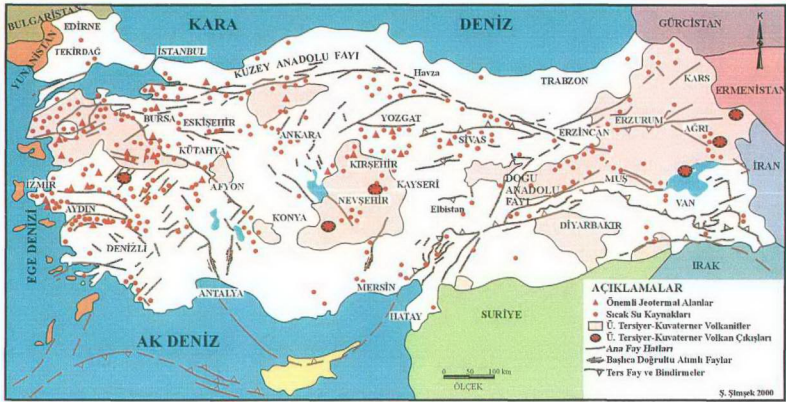 BULGARİSTAN
KARA
DENİZ
GÜRCİSTAN
K
EDİRNE
TEKİRDAĞ
İSTANBUL
YUNANİSTAN
KUZEY ANADOLU FAYI
Havza
TRABZON
KARS
ERMENİSTAN
BURSA
ESKİŞEHİR
ANKARA
YOZGAT
SİVAS
ERZİNCAN
ERZURUM
AĞRI
KÜTAHYA
KIRŞEHİR
İRAN
İZMİR
AFYON
NEVŞEHİR
KAYSERİ
DOĞU
ANADOLU
FAYI
MUŞ
VAN
AYDIN
KONYA
Elbistan
DİYARBAKIR
EGE DENİZİ
DENİZLİ
IRAK
ANTALYA
MERSİN
HATAY
SURİYE
AK DENİZ
AÇIKLAMALAR
Önemli Jeotermal Alanlar
Sıcak Su Kaynakları
Ü. Tersiyer-Kuvaterner Volkanitler
Ü. Tersiyer-Kuvaterner Volkan Çıkışları
Ana Fay Hatları
Başlıca Doğrultu Atımlı Faylar
Ters Fay ve Bindirmeler
0 50 100 km
ÖLÇEK
Ş. Şimşek 2000